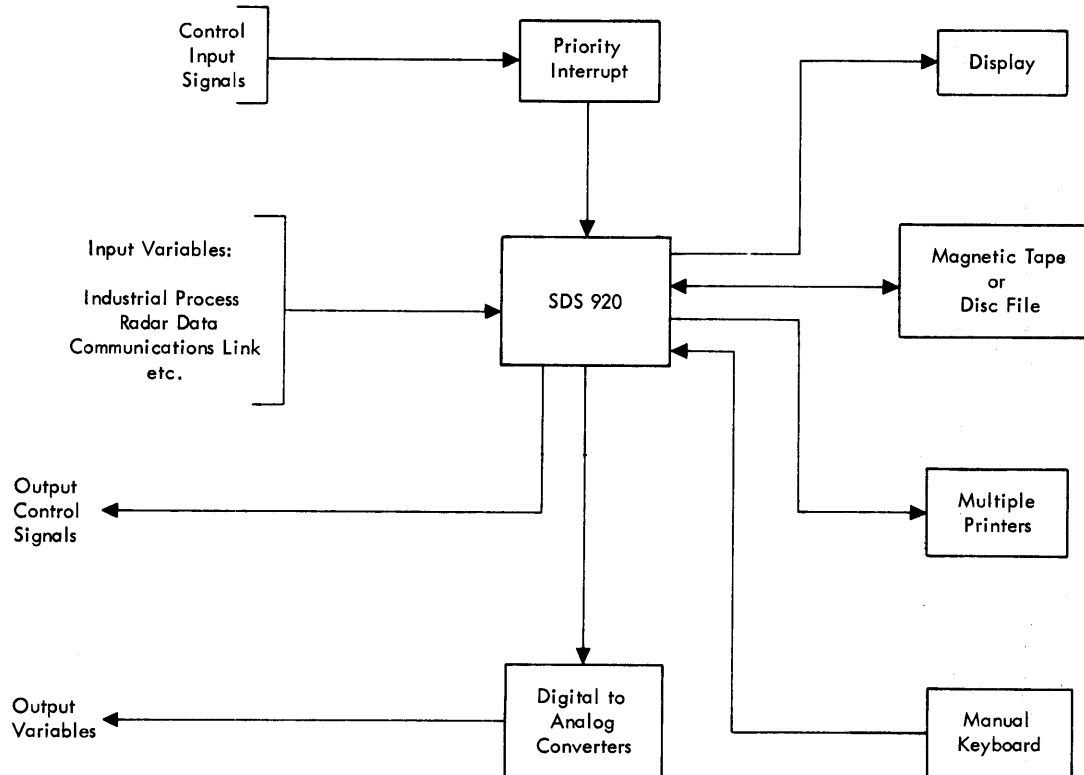 Control
Input
Signals
Priority
Interrupt
Display
Input Variables:
Industrial Process
Radar Data
Communications Link
etc.
SDS 920
Magnetic Tape
or
Disc File
Output
Control
Signals
Multiple
Printers
Output
Variables
Digital to
Analog
Converters
Manual
Keyboard